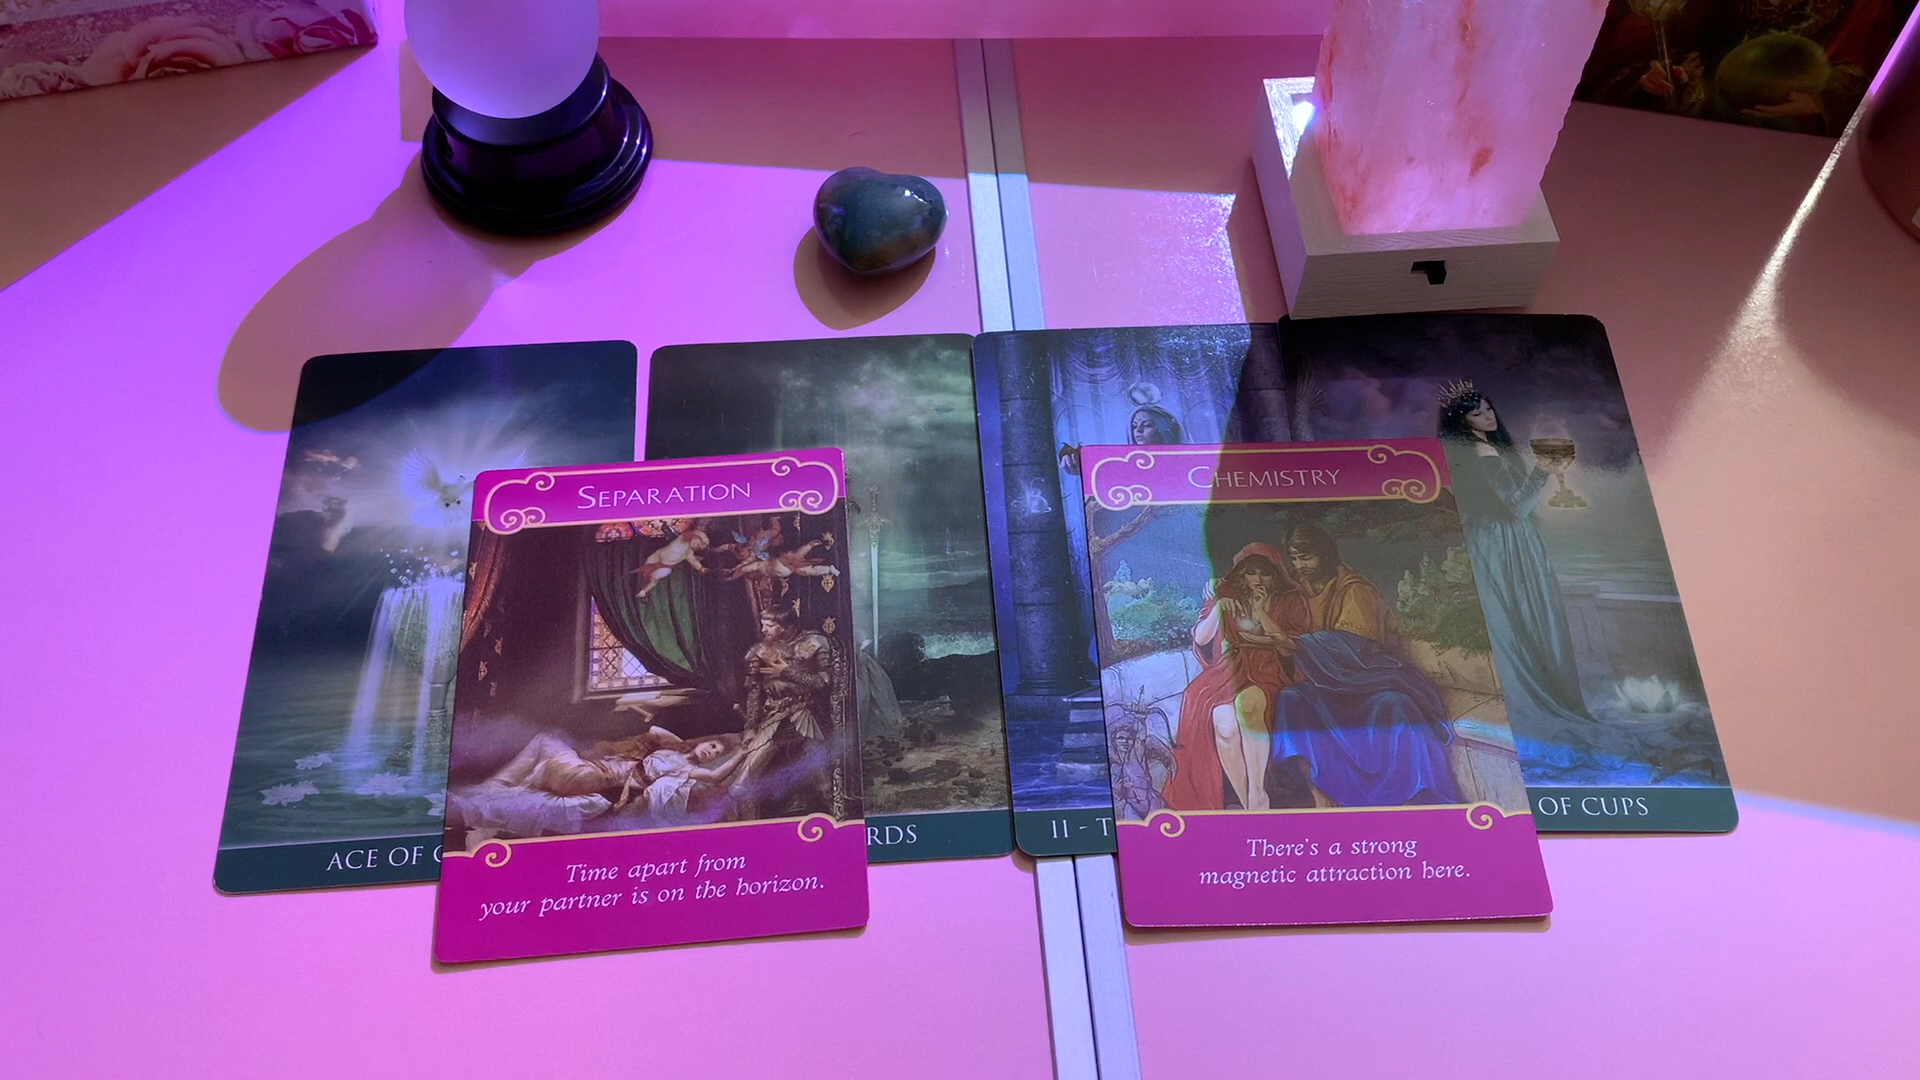 SEPARATION
CHEMISTRY
ACE OF
RDS
II - T
OF CUPS
Time apart from
your partner is on the horizon.
There's a strong
magnetic attraction here.